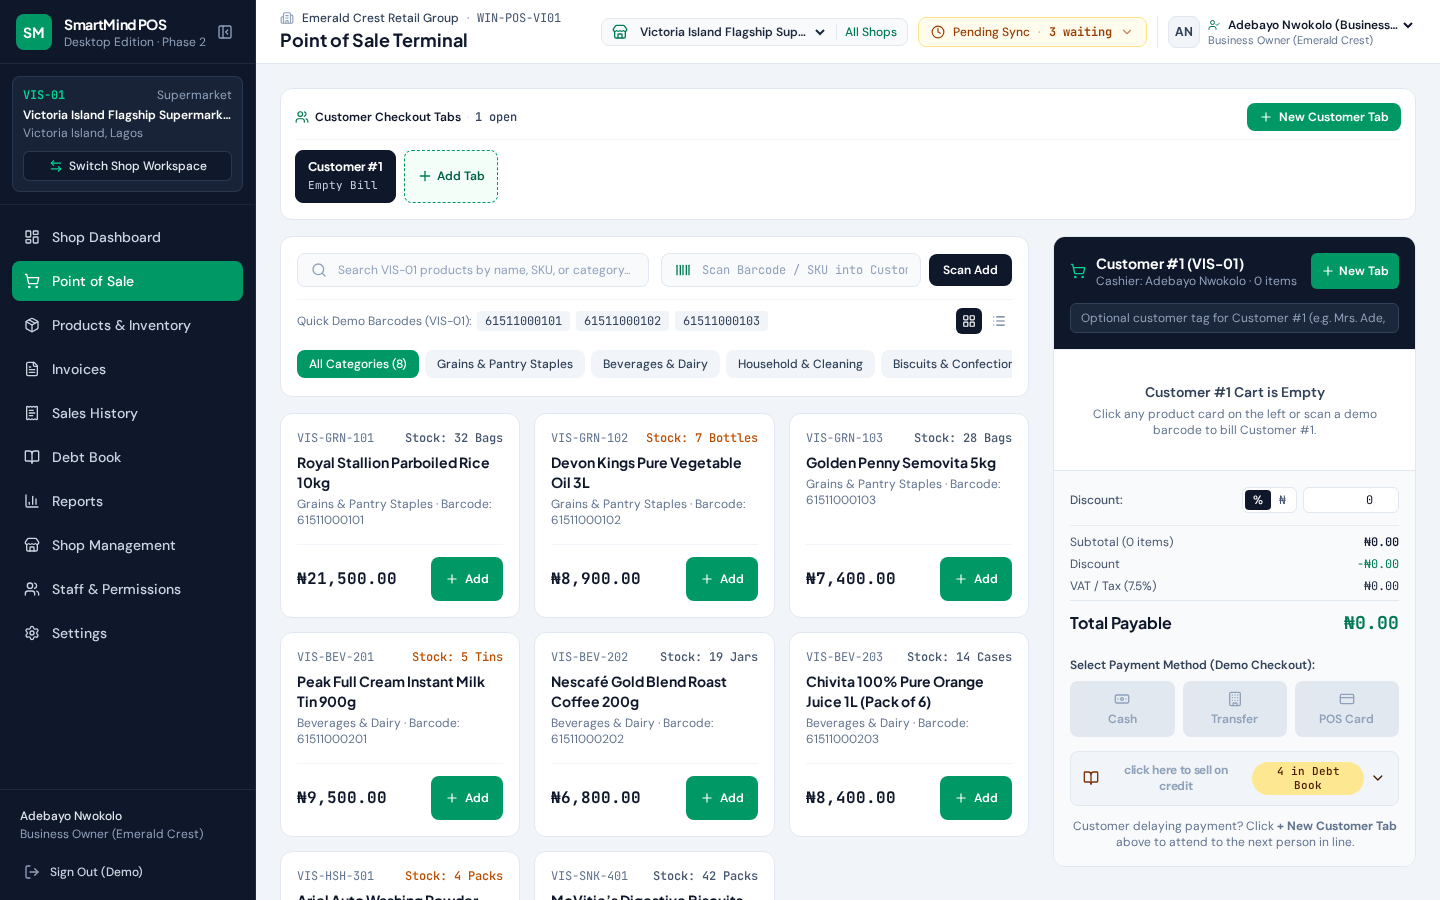 SM
SmartMind POS
Desktop Edition · Phase 2
VIS-01
Supermarket
Victoria Island Flagship Supermark...
Victoria Island, Lagos
Switch Shop Workspace
Shop Dashboard
Point of Sale
Products & Inventory
Invoices
Sales History
Debt Book
Reports
Shop Management
Staff & Permissions
Settings
Adebayo Nwokolo
Business Owner (Emerald Crest)
Sign Out (Demo)
Emerald Crest Retail Group · WIN-POS-VI01
Point of Sale Terminal
Victoria Island Flagship Sup...
All Shops
Pending Sync · 3 waiting
AN
Adebayo Nwokolo (Business...
Business Owner (Emerald Crest)
Customer Checkout Tabs · 1 open
+ New Customer Tab
Customer #1
Empty Bill
+ Add Tab
Search VIS-01 products by name, SKU, or category...
Scan Barcode / SKU into Custom
Scan Add
Quick Demo Barcodes (VIS-01): 61511000101 61511000102 61511000103
All Categories (8)
Grains & Pantry Staples
Beverages & Dairy
Household & Cleaning
Biscuits & Confection
VIS-GRN-101
Stock: 32 Bags
Royal Stallion Parboiled Rice
10kg
Grains & Pantry Staples · Barcode:
61511000101
₦21,500.00
+ Add
VIS-GRN-102
Stock: 7 Bottles
Devon Kings Pure Vegetable
Oil 3L
Grains & Pantry Staples · Barcode:
61511000102
₦8,900.00
+ Add
VIS-GRN-103
Stock: 28 Bags
Golden Penny Semovita 5kg
Grains & Pantry Staples · Barcode:
61511000103
₦7,400.00
+ Add
VIS-BEV-201
Stock: 5 Tins
Peak Full Cream Instant Milk
Tin 900g
Beverages & Dairy · Barcode:
61511000201
₦9,500.00
+ Add
VIS-BEV-202
Stock: 19 Jars
Nescafé Gold Blend Roast
Coffee 200g
Beverages & Dairy · Barcode:
61511000202
₦6,800.00
+ Add
VIS-BEV-203
Stock: 14 Cases
Chivita 100% Pure Orange
Juice 1L (Pack of 6)
Beverages & Dairy · Barcode:
61511000203
₦8,400.00
+ Add
VIS-HSH-301
Stock: 4 Packs
Ariel Auto Washing Powder
VIS-SNK-401
Stock: 42 Packs
McVitie's Digestive Biscuits
Customer #1 (VIS-01)
Cashier: Adebayo Nwokolo · 0 items
+ New Tab
Optional customer tag for Customer #1 (e.g. Mrs. Ade,
Customer #1 Cart is Empty
Click any product card on the left or scan a demo
barcode to bill Customer #1.
Discount:
% ₦
0
Subtotal (0 items)
₦0.00
Discount
-₦0.00
VAT / Tax (7.5%)
₦0.00
Total Payable
₦0.00
Select Payment Method (Demo Checkout):
Cash
Transfer
POS Card
click here to sell on
credit
4 in Debt
Book
Customer delaying payment? Click + New Customer Tab
above to attend to the next person in line.